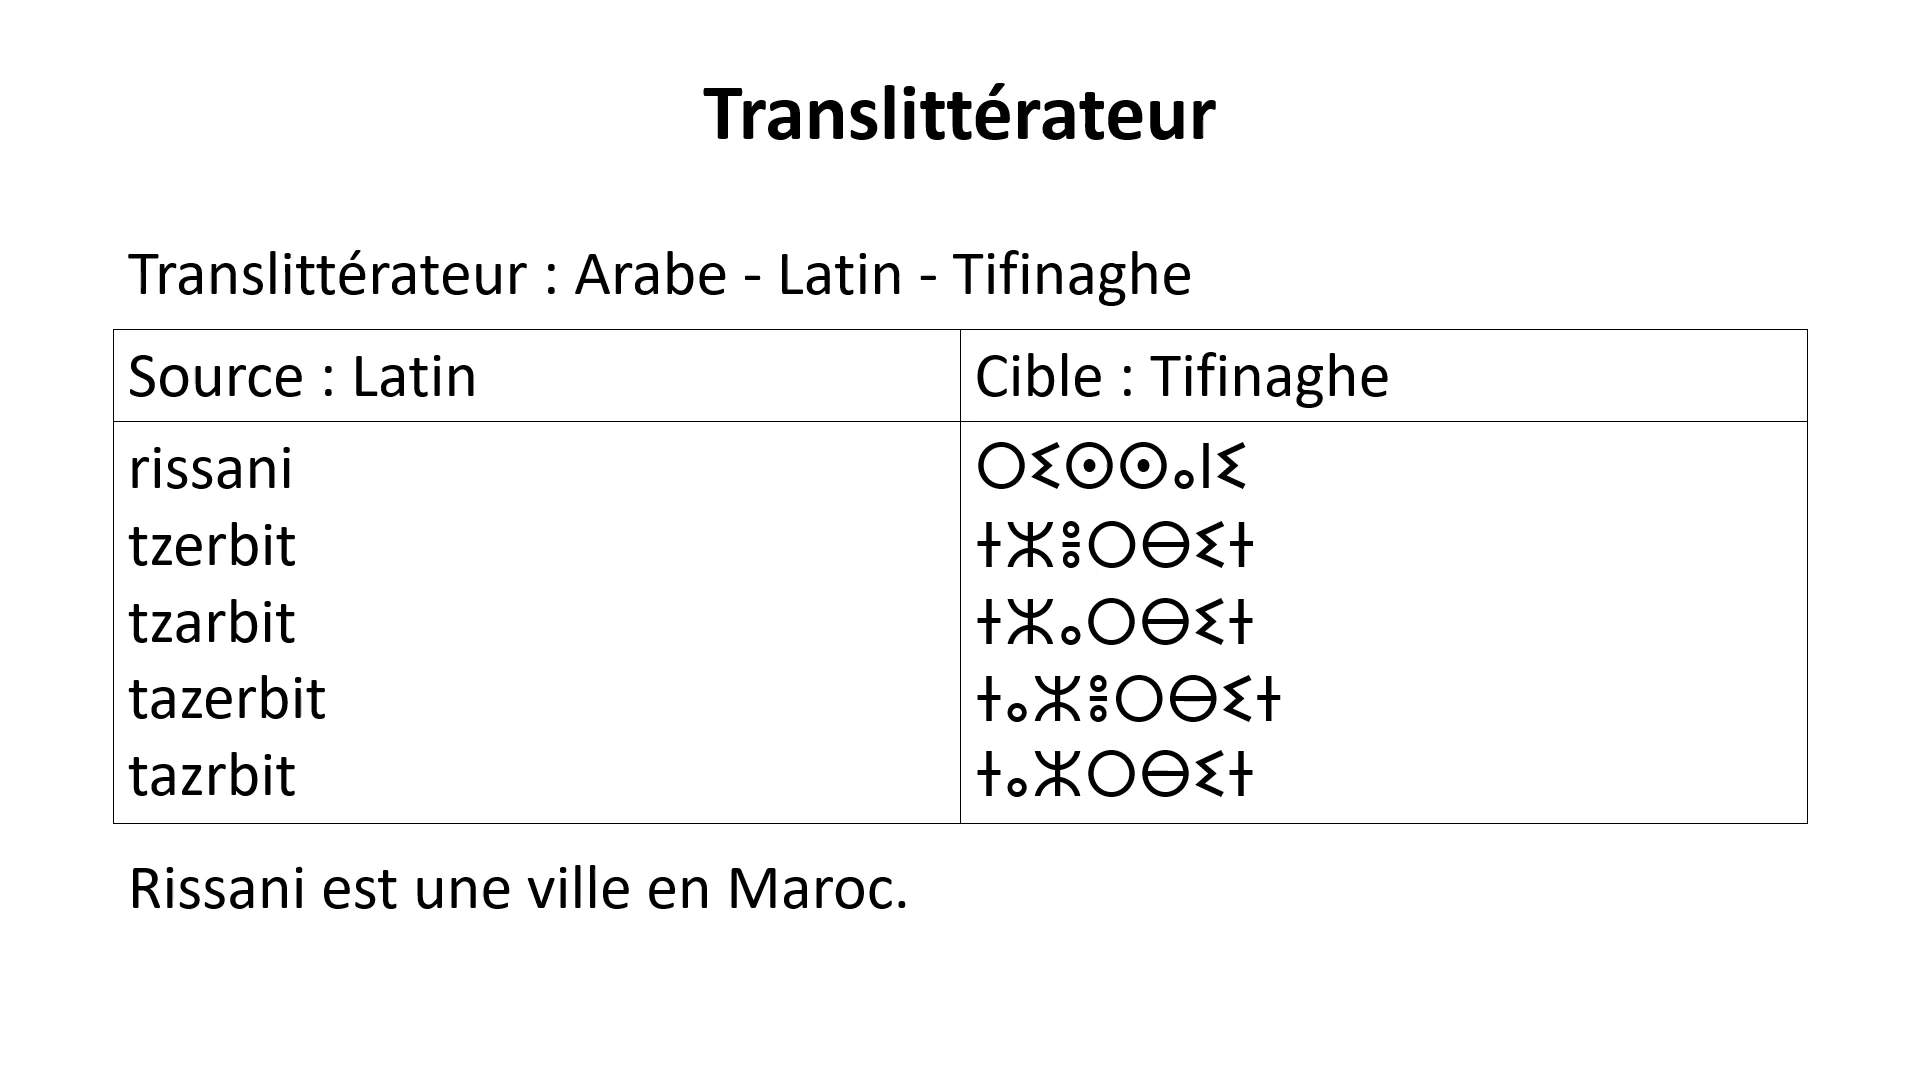 Translittérateur
Translittérateur : Arabe - Latin - Tifinaghe
Source : Latin
Cible : Tifinaghe
rissani
ⵔⵉⵙⵙⴰⵏⵉ
tzerbit
ⵜⵣⴻⵔⴱⵉⵜ
tzarbit
ⵜⵣⴰⵔⴱⵉⵜ
tazerbit
ⵜⴰⵣⴻⵔⴱⵉⵜ
tazrbit
ⵜⴰⵣⵔⴱⵉⵜ
Rissani est une ville en Maroc.